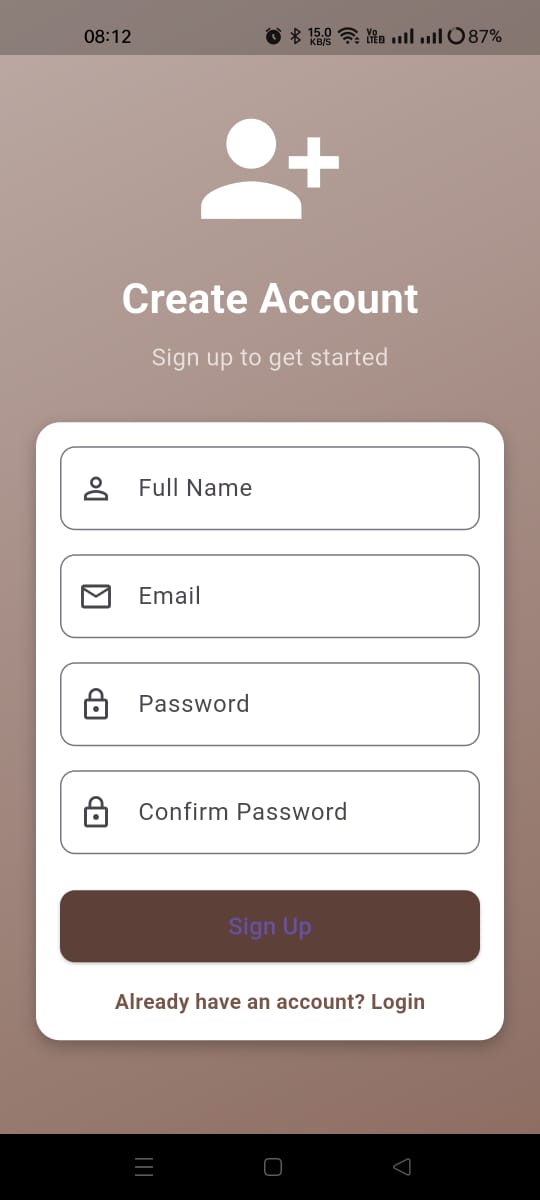 08:12 15.0 KB/S Vo LTE2 87%
Create Account
Sign up to get started
Full Name
Email
Password
Confirm Password
Sign Up
Already have an account? Login